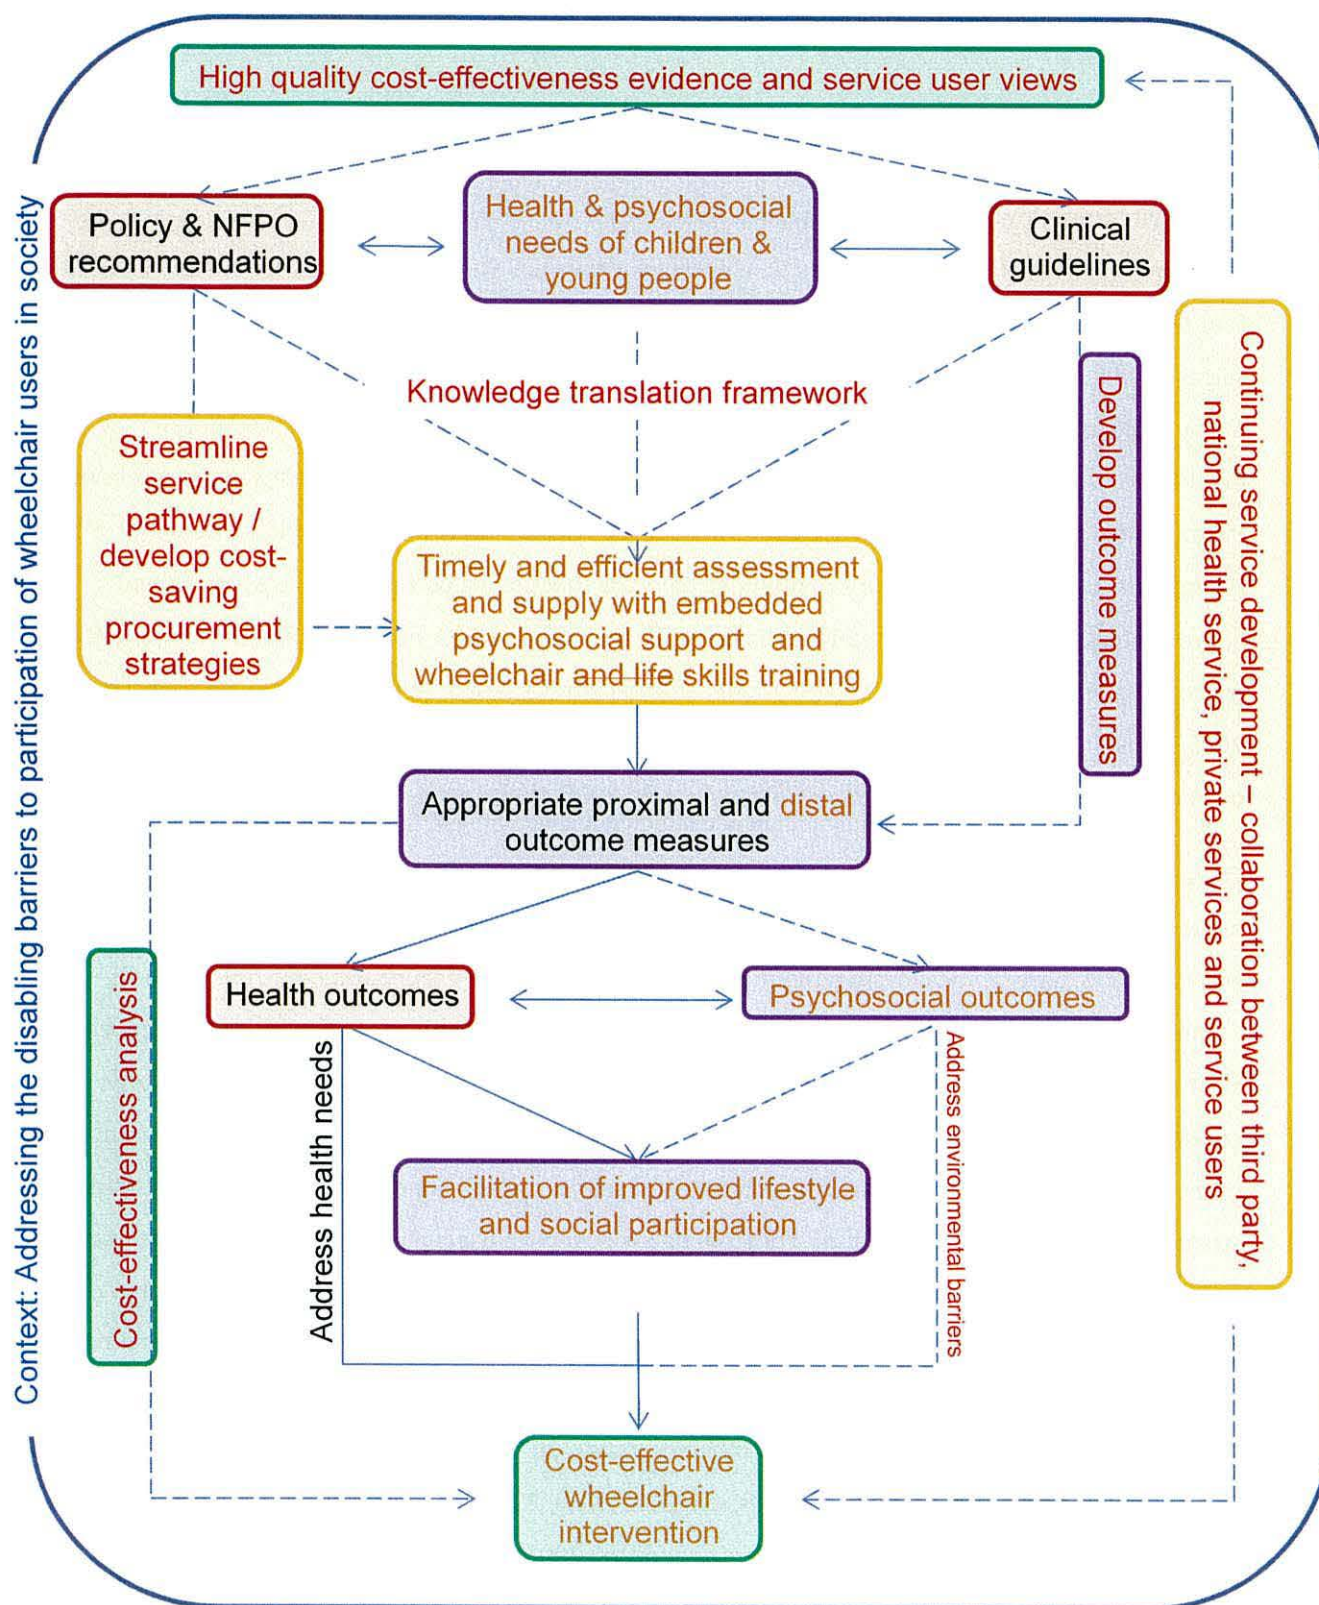 High quality cost-effectiveness evidence and service user views
Policy & NFPO
recommendations
Health & psychosocial
needs of children &
young people
Clinical
guidelines
Knowledge translation framework
Streamline
service
pathway /
develop cost-
saving
procurement
strategies
Timely and efficient assessment
and supply with embedded
psychosocial support and
wheelchair and life skills training
Develop outcome measures
Continuing service development – collaboration between third party,
national health service, private services and service users
Appropriate proximal and distal
outcome measures
Health outcomes
Psychosocial outcomes
Cost-effectiveness analysis
Address health needs
Address environmental barriers
Facilitation of improved lifestyle
and social participation
Cost-effective
wheelchair
intervention
Context: Addressing the disabling barriers to participation of wheelchair users in society